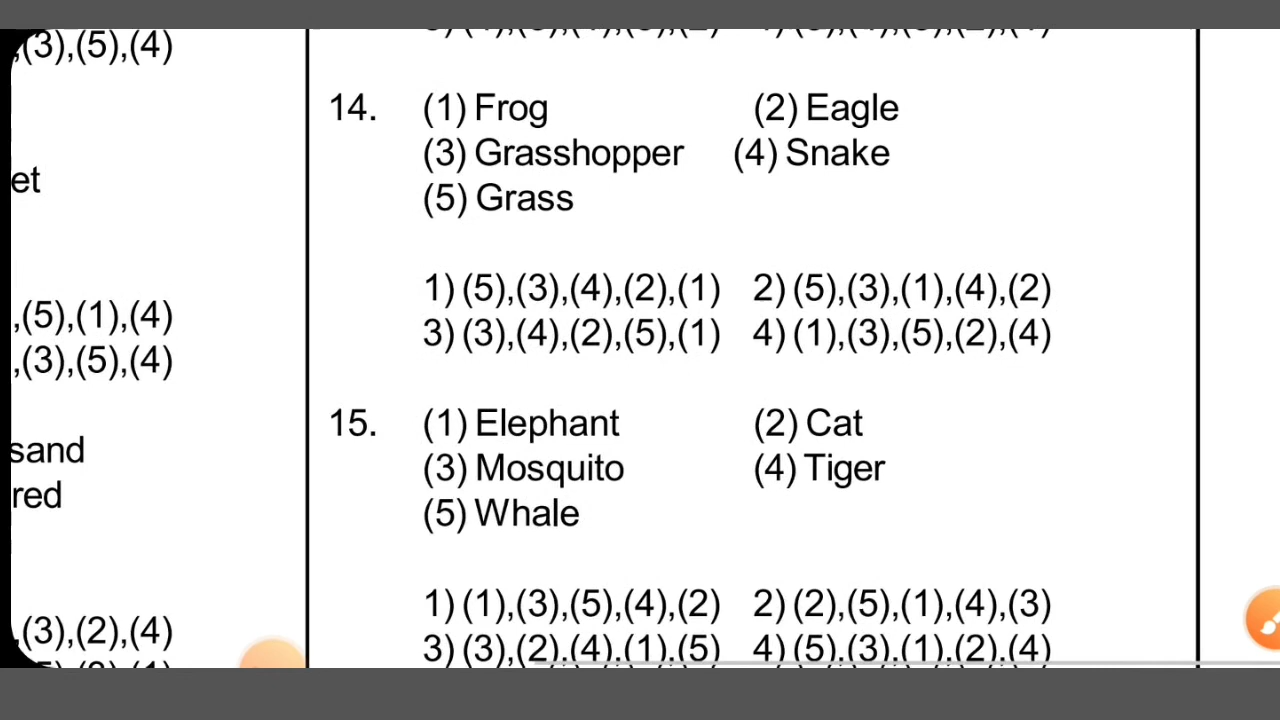 ,(3),(5),(4)
et
,(5),(1),(4)
,(3),(5),(4)
sand
red
,(3),(2),(4)
14. (1) Frog (2) Eagle
(3) Grasshopper (4) Snake
(5) Grass
1) (5),(3),(4),(2),(1) 2) (5),(3),(1),(4),(2)
3) (3),(4),(2),(5),(1) 4) (1),(3),(5),(2),(4)
15. (1) Elephant (2) Cat
(3) Mosquito (4) Tiger
(5) Whale
1) (1),(3),(5),(4),(2) 2) (2),(5),(1),(4),(3)
3) (3),(2),(4),(1),(5) 4) (5),(3),(1),(2),(4)